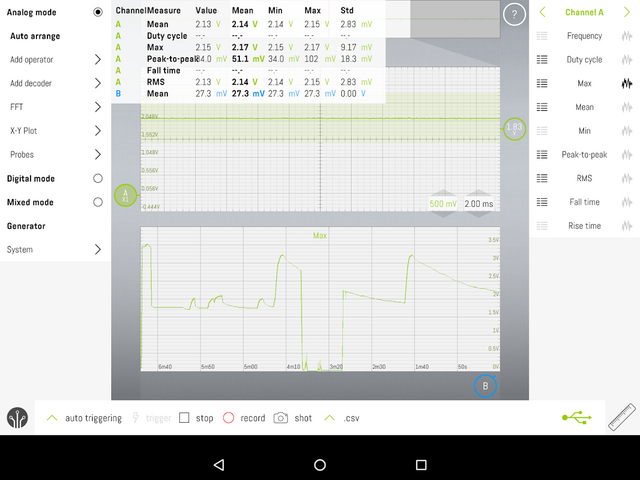 Analog mode
Auto arrange
Add operator
Add decoder
FFT
X-Y Plot
Probes
Digital mode
Mixed mode
Generator
System
Channel Measure Value Mean Min Max Std
A Mean 2.13 V 2.14 V 2.14 V 2.15 V 2.83 mV
A Duty cycle --.- --.- --.- --.- --.-
A Max 2.15 V 2.17 V 2.15 V 2.17 V 9.17 mV
A Peak-to-peak 34.0 mV 51.1 mV 34.0 mV 102 mV 18.3 mV
A Fall time --.- --.- --.- --.- --.-
A RMS 2.13 V 2.14 V 2.14 V 2.15 V 2.83 mV
B Mean 27.3 mV 27.3 mV 27.3 mV 27.3 mV 0.00 V
?
2.048V
1.552V
1.048V
0.552V
0.056V
-0.444V
A
x1
1.83
V
500 mV
2.00 ms
Max
3.5V
3V
2.5V
2V
1.5V
1V
0.5V
0V
6m40
5m50
5m00
4m10
3m20
2m30
1m40
50s
B
Channel A
Frequency
Duty cycle
Max
Mean
Min
Peak-to-peak
RMS
Fall time
Rise time
auto triggering
trigger
stop
record
shot
.csv